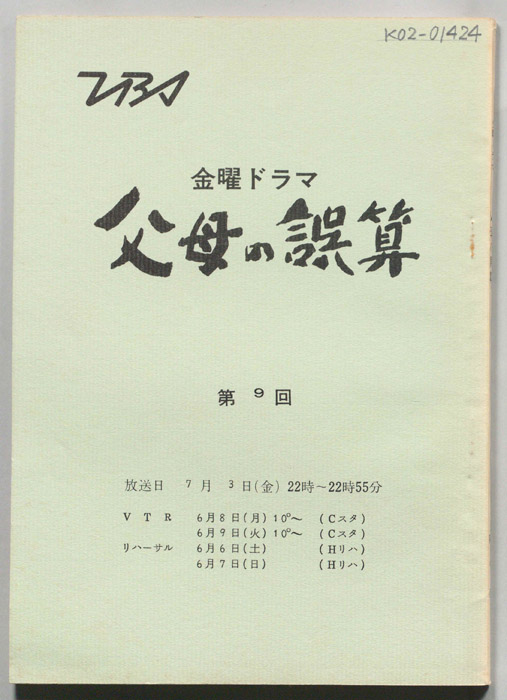 K02-01424
TBS
金曜ドラマ
父母の誤算
第 9 回
放送日 7月 3日(金) 22時~22時55分
V T R 6月8日(月) 10⁰~ (Cスタ)
6月9日(火) 10⁰~ (Cスタ)
リハーサル 6月6日(土) (Hリハ)
6月7日(日) (Hリハ)